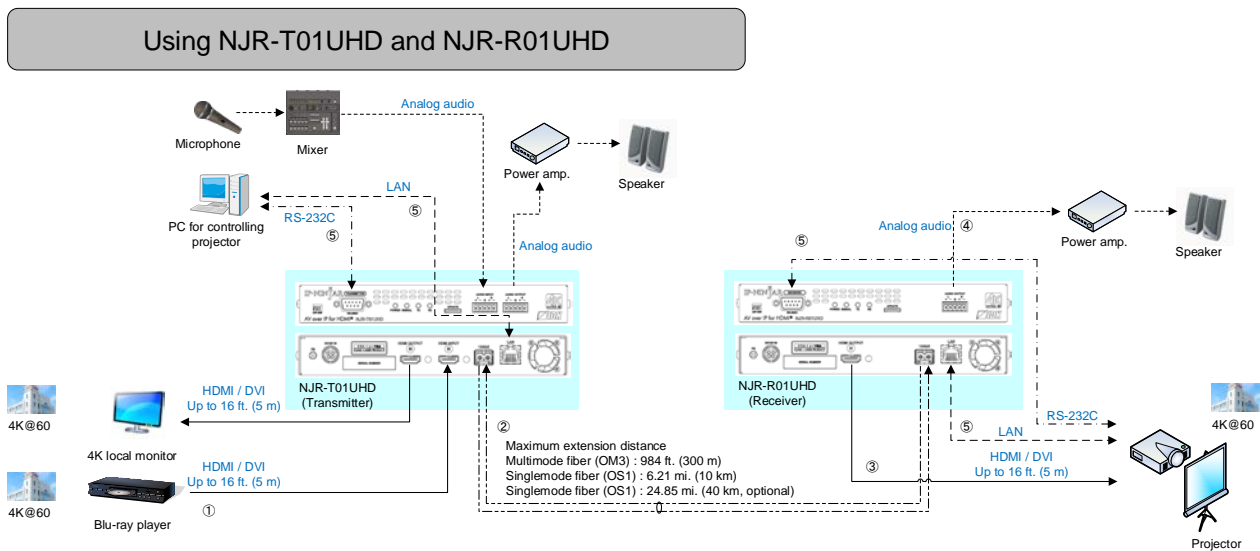 Using NJR-T01UHD and NJR-R01UHD
Microphone
Mixer
Analog audio
Power amp.
Speaker
LAN
⑤
RS-232C
⑤
PC for controlling
projector
Analog audio
Analog audio
④
Power amp.
Speaker
⑤
NJR-T01UHD
(Transmitter)
NJR-R01UHD
(Receiver)
4K@60
HDMI / DVI
Up to 16 ft. (5 m)
4K local monitor
4K@60
HDMI / DVI
Up to 16 ft. (5 m)
①
Blu-ray player
②
Maximum extension distance
Multimode fiber (OM3) : 984 ft. (300 m)
Singlemode fiber (OS1) : 6.21 mi. (10 km)
Singlemode fiber (OS1) : 24.85 mi. (40 km, optional)
③
RS-232C
⑤
LAN
HDMI / DVI
Up to 16 ft. (5 m)
4K@60
Projector